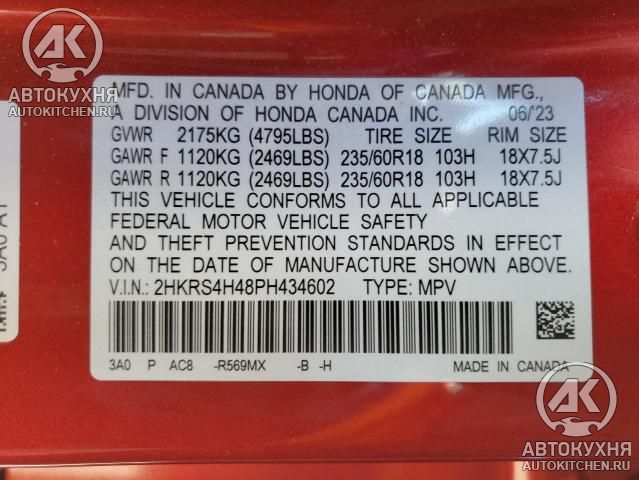 MFD. IN CANADA BY HONDA OF CANADA MFG.,
A DIVISION OF HONDA CANADA INC. 06/'23
GVWR 2175KG (4795LBS) TIRE SIZE RIM SIZE
GAWR F 1120KG (2469LBS) 235/60R18 103H 18X7.5J
GAWR R 1120KG (2469LBS) 235/60R18 103H 18X7.5J
THIS VEHICLE CONFORMS TO ALL APPLICABLE
FEDERAL MOTOR VEHICLE SAFETY
AND THEFT PREVENTION STANDARDS IN EFFECT
ON THE DATE OF MANUFACTURE SHOWN ABOVE.
V.I.N.: 2HKRS4H48PH434602 TYPE: MPV
3A0 P AC8 -R569MX -B -H MADE IN CANADA
АК
АВТОКУХНЯ
AUTOKITCHEN.RU
АК
АВТОКУХНЯ
AUTOKITCHEN.RU